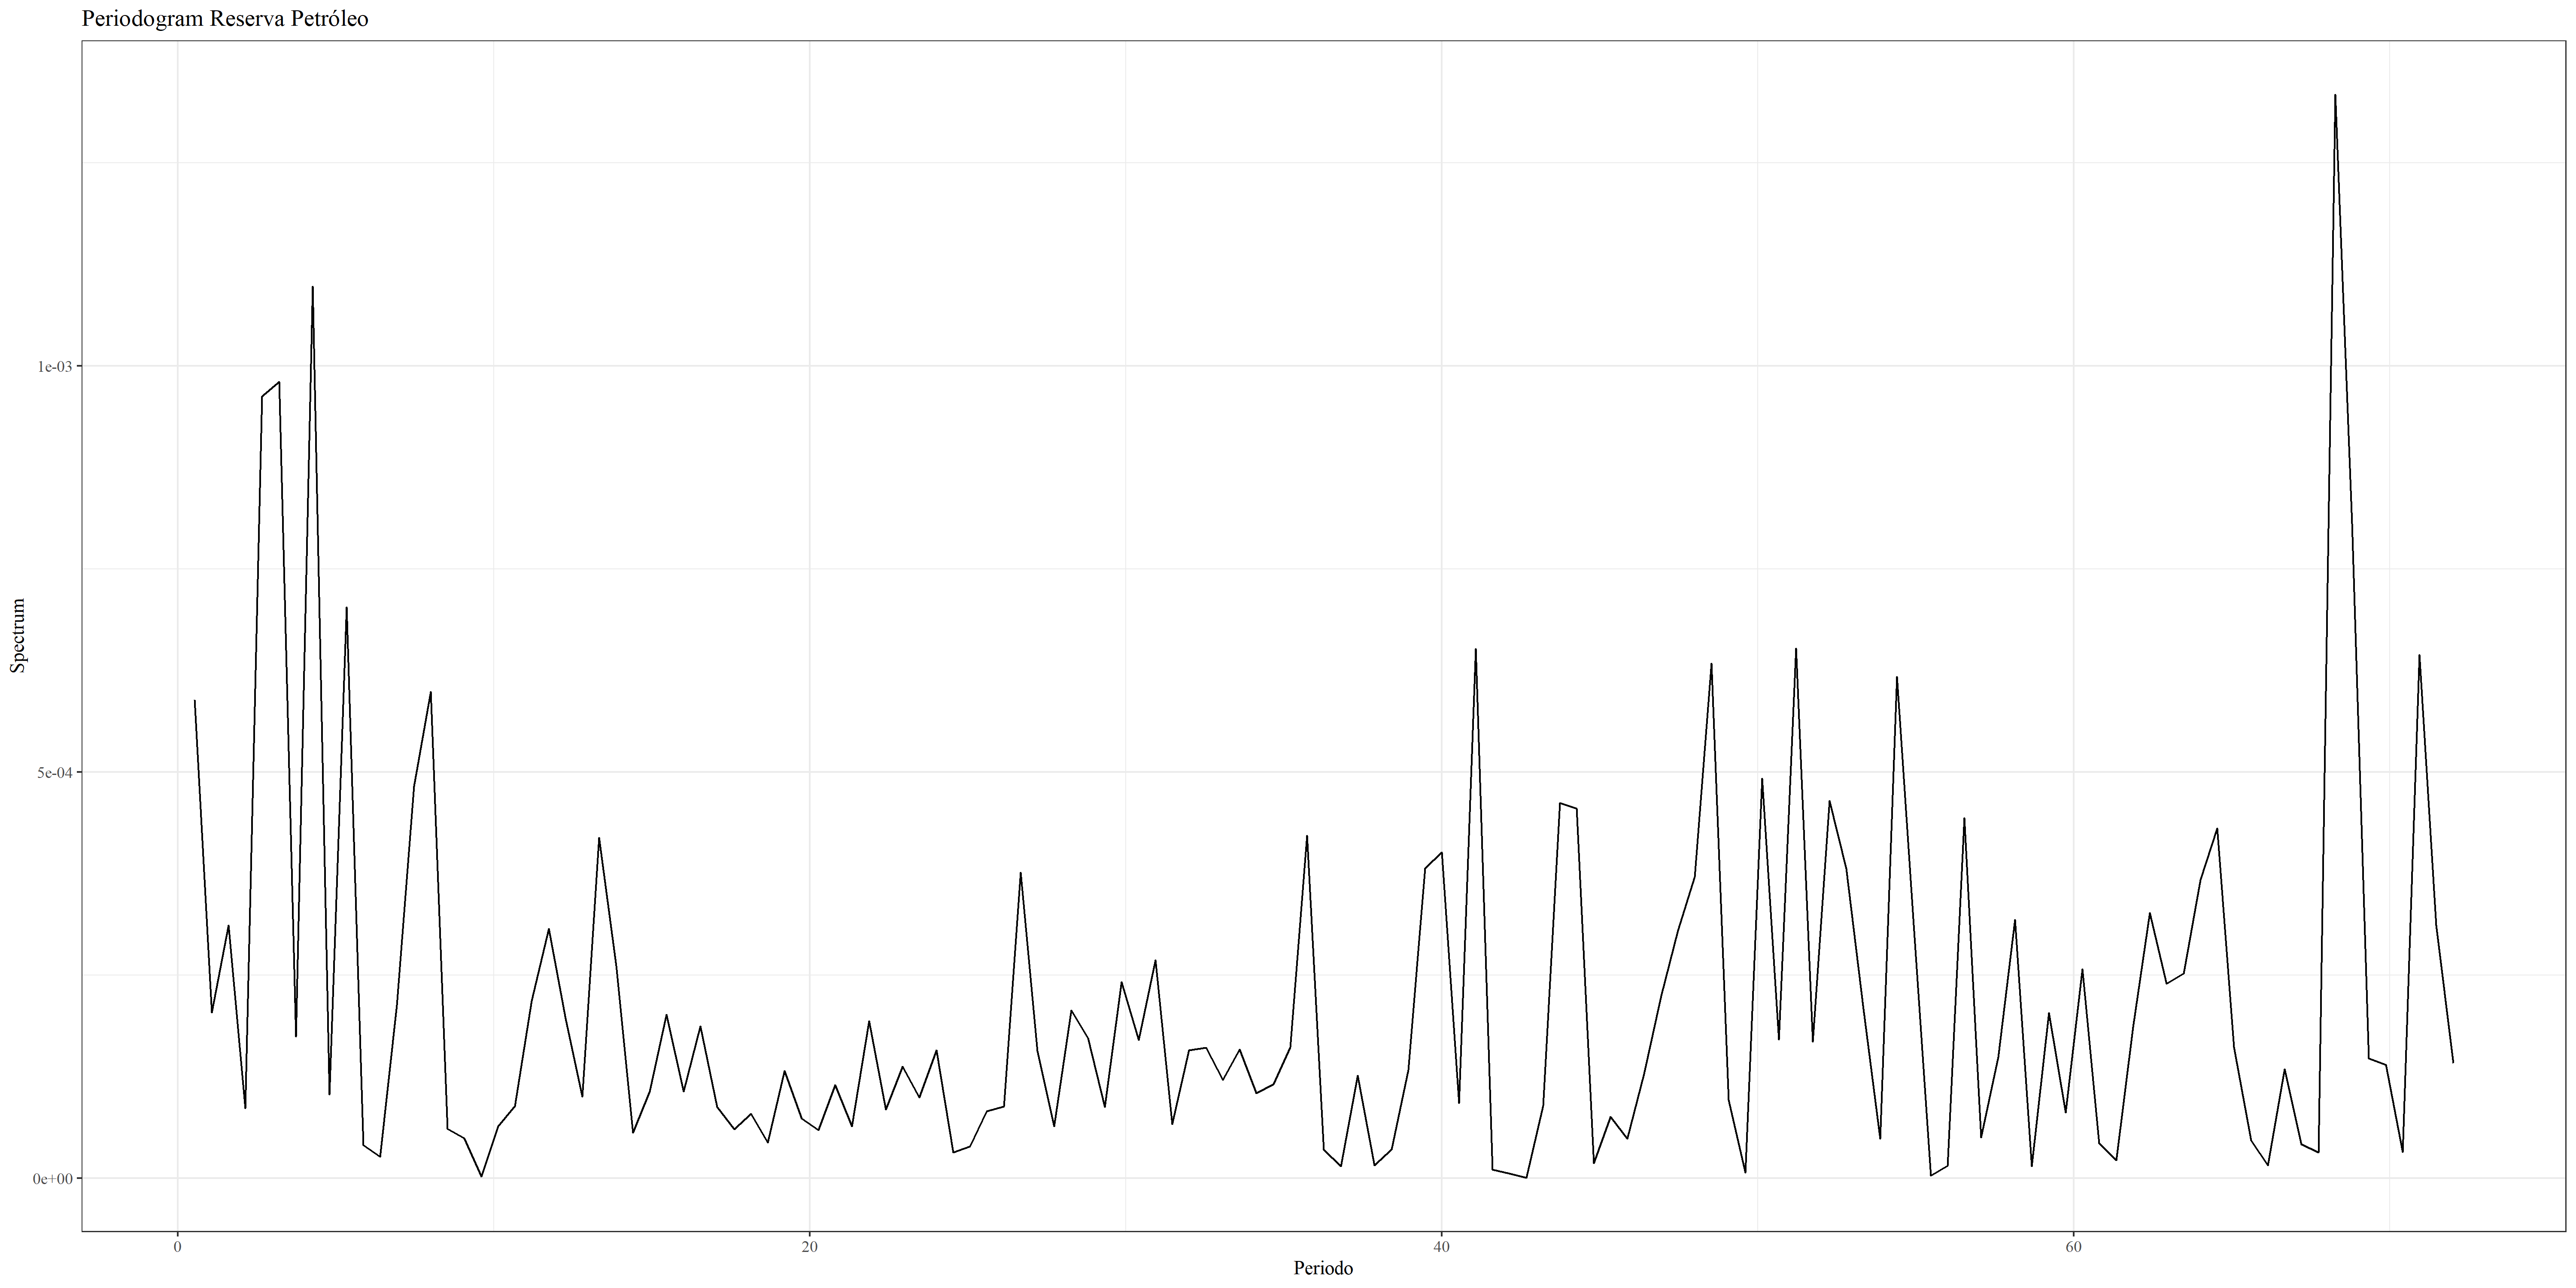 Periodogram Reserva Petróleo
Spectrum
1e-03
5e-04
0e+00
0
20
40
60
Periodo